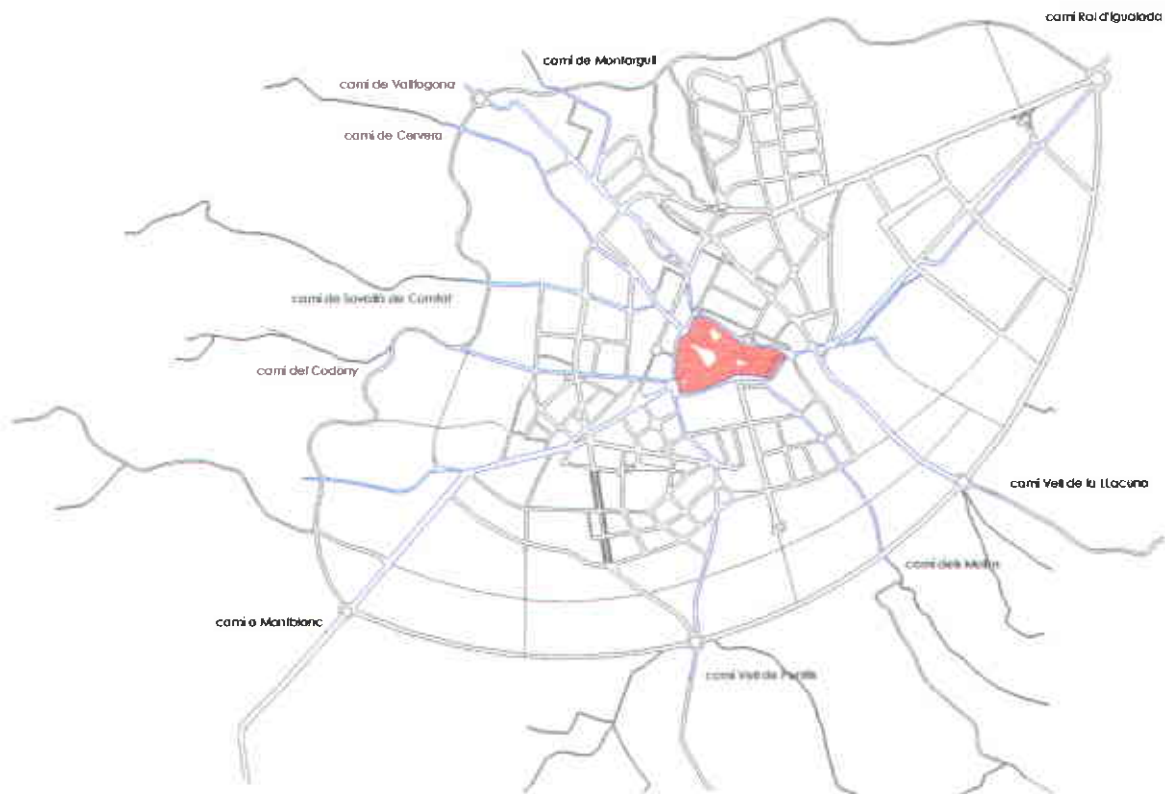 camí Ral d'Igualada
camí de Montargull
camí de Vallfogona
camí de Cervera
camí de Savallà de Comtat
camí del Codony
camí Vell de la Llacuna
camí dels Molins
camí a Montblanc
camí Vell de Pontils